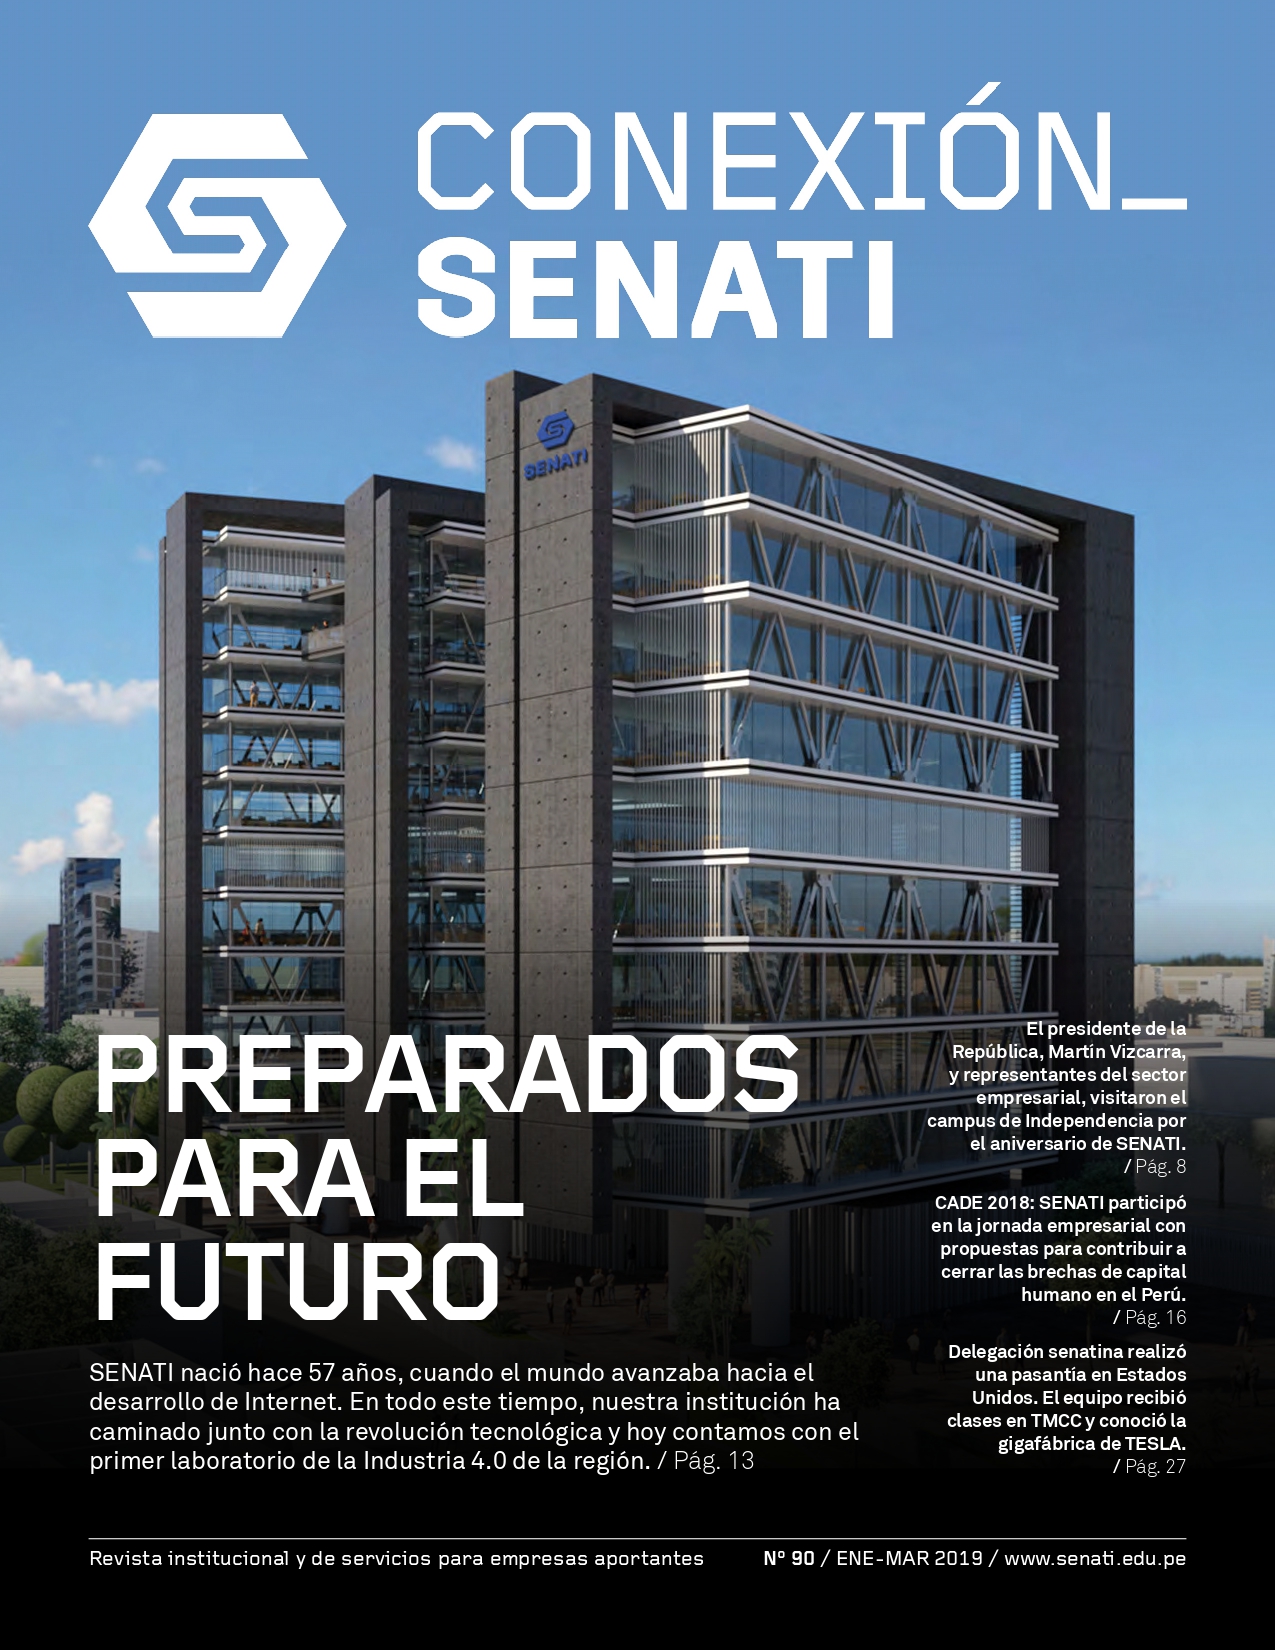 CONEXIÓN_
SENATI
SENATI
PREPARADOS
PARA EL
FUTURO
SENATI nació hace 57 años, cuando el mundo avanzaba hacia el
desarrollo de Internet. En todo este tiempo, nuestra institución ha
caminado junto con la revolución tecnológica y hoy contamos con el
primer laboratorio de la Industria 4.0 de la región. / Pág. 13
El presidente de la
República, Martín Vizcarra,
y representantes del sector
empresarial, visitaron el
campus de Independencia por
el aniversario de SENATI.
/ Pág. 8
CADE 2018: SENATI participó
en la jornada empresarial con
propuestas para contribuir a
cerrar las brechas de capital
humano en el Perú.
/ Pág. 16
Delegación senatina realizó
una pasantía en Estados
Unidos. El equipo recibió
clases en TMCC y conoció la
gigafábrica de TESLA.
/ Pág. 27
Revista institucional y de servicios para empresas aportantes
Nº 90 / ENE-MAR 2019 / www.senati.edu.pe